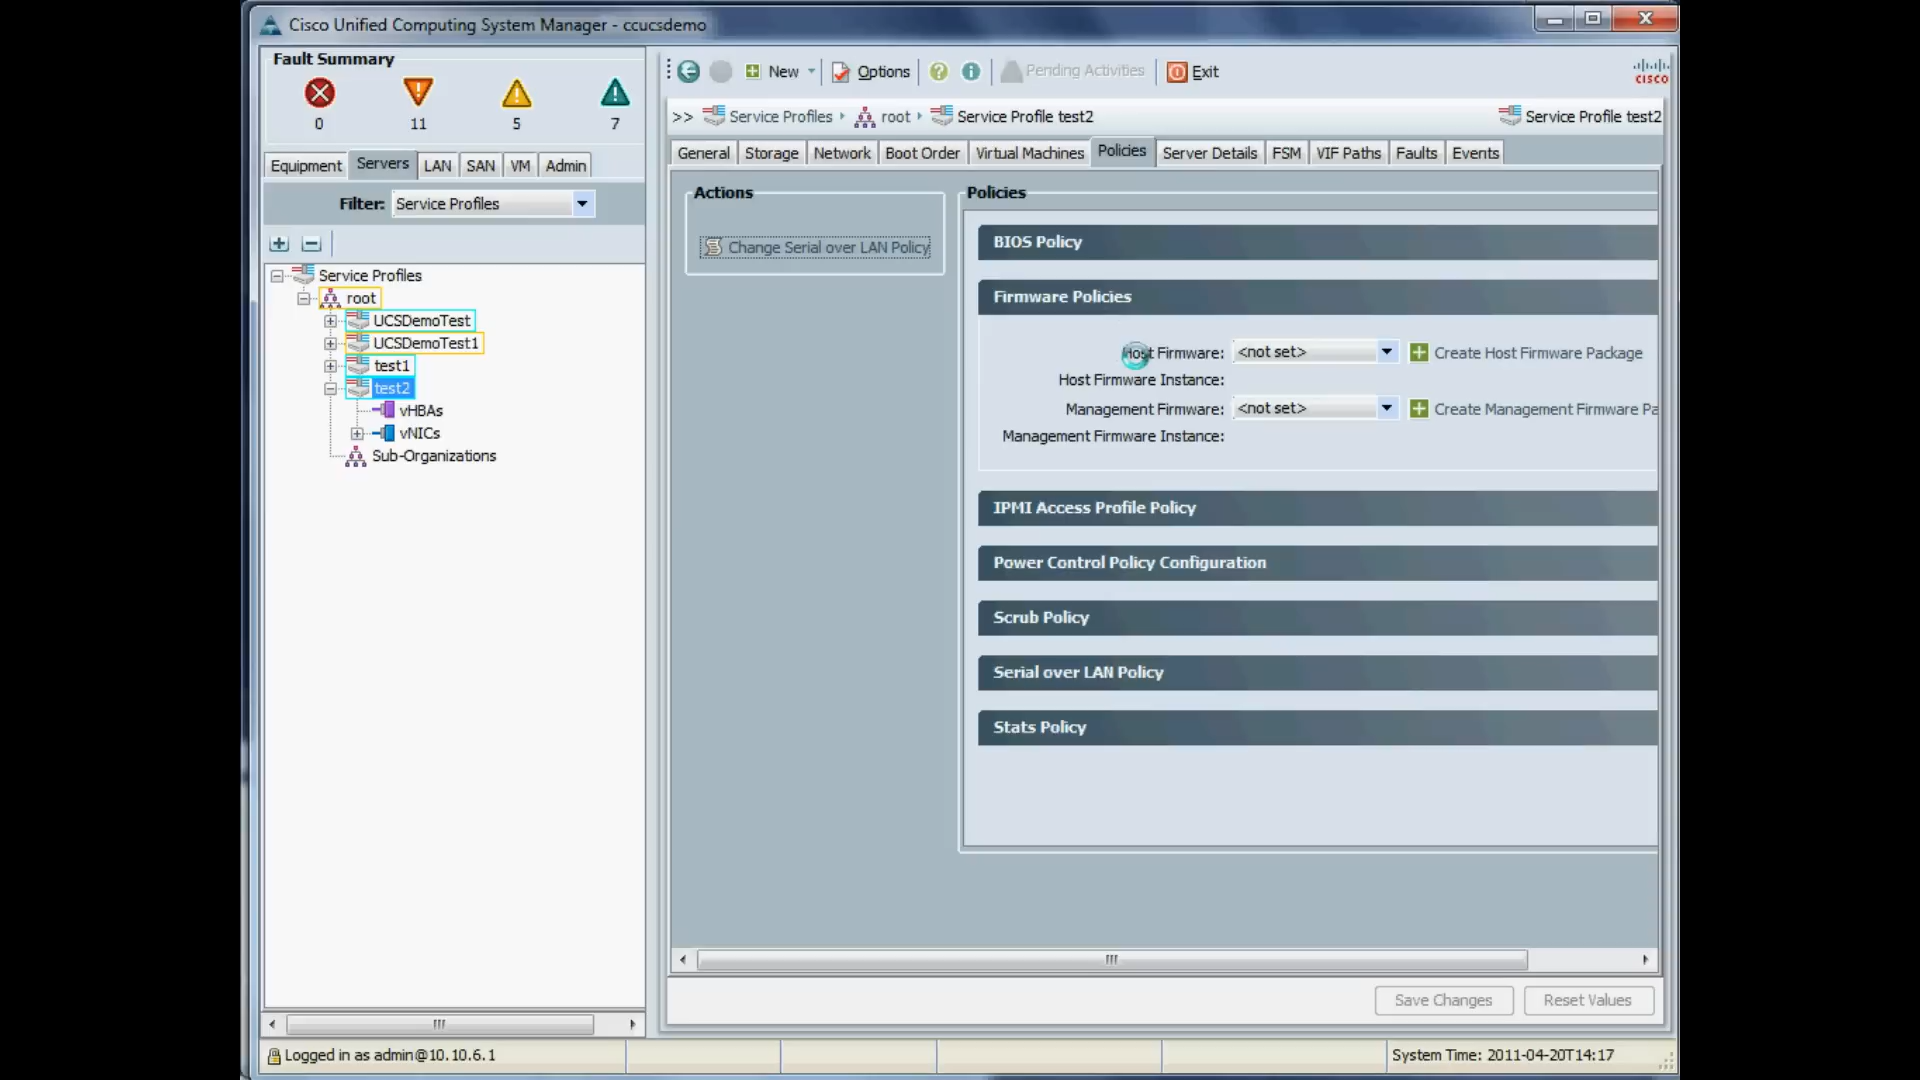 Cisco Unified Computing System Manager - ccucsdemo
Fault Summary
0 11 5 7
New Options Pending Activities Exit
cisco
>> Service Profiles root Service Profile test2 Service Profile test2
Equipment Servers LAN SAN VM Admin
General Storage Network Boot Order Virtual Machines Policies Server Details FSM VIF Paths Faults Events
Filter: Service Profiles
Service Profiles
root
UCSDemoTest
UCSDemoTest1
test1
test2
vHBAs
vNICs
Sub-Organizations
Actions
Change Serial over LAN Policy
Policies
BIOS Policy
Firmware Policies
Host Firmware: <not set> Create Host Firmware Package
Host Firmware Instance:
Management Firmware: <not set> Create Management Firmware Pa
Management Firmware Instance:
IPMI Access Profile Policy
Power Control Policy Configuration
Scrub Policy
Serial over LAN Policy
Stats Policy
Save Changes Reset Values
Logged in as admin@10.10.6.1 System Time: 2011-04-20T14:17